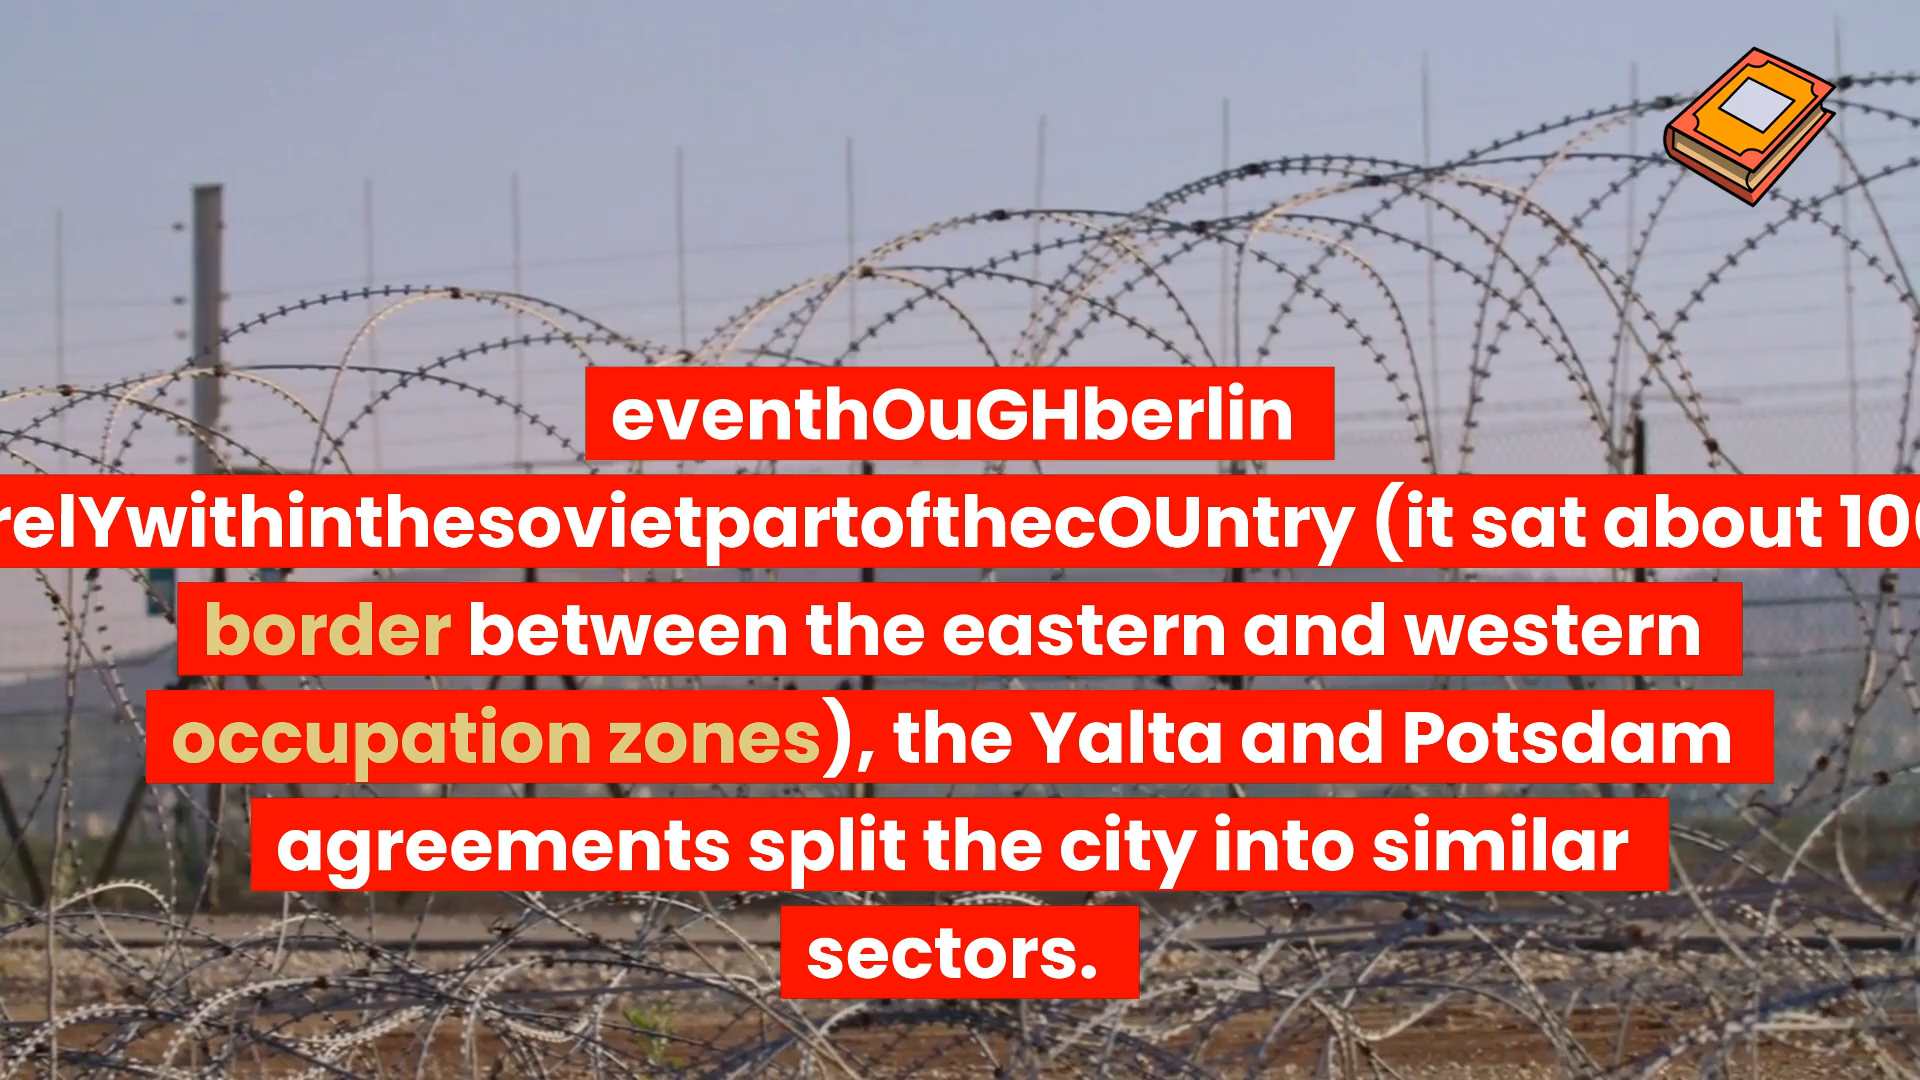 eventhOuGHberlin
relYwithinthesovietpartofthecOUntry (it sat about 10
border between the eastern and western
occupation zones), the Yalta and Potsdam
agreements split the city into similar
sectors.